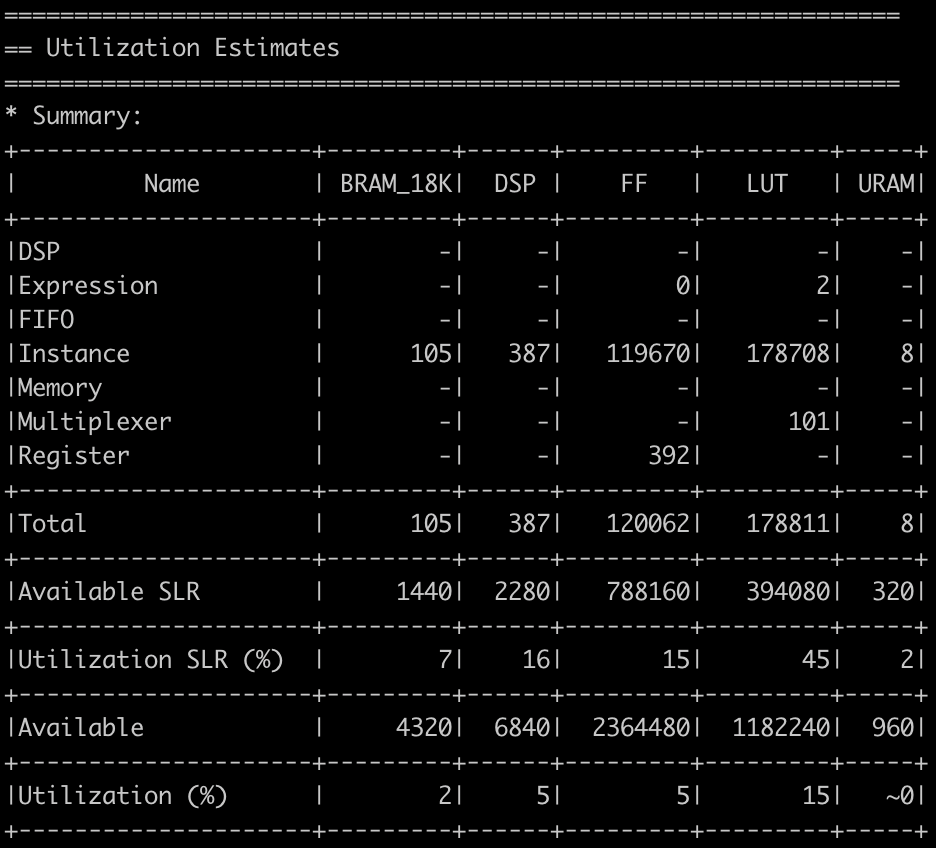 ================================================================
== Utilization Estimates
================================================================
* Summary:
+---------------------+---------+------+---------+---------+-----+
|         Name        | BRAM_18K|  DSP |    FF   |   LUT   | URAM|
+---------------------+---------+------+---------+---------+-----+
|DSP                  |        -|     -|        -|        -|    -|
|Expression           |        -|     -|        0|        2|    -|
|FIFO                 |        -|     -|        -|        -|    -|
|Instance             |      105|   387|   119670|   178708|    8|
|Memory               |        -|     -|        -|        -|    -|
|Multiplexer          |        -|     -|        -|      101|    -|
|Register             |        -|     -|      392|        -|    -|
+---------------------+---------+------+---------+---------+-----+
|Total                |      105|   387|   120062|   178811|    8|
+---------------------+---------+------+---------+---------+-----+
|Available SLR        |     1440|  2280|   788160|   394080|  320|
+---------------------+---------+------+---------+---------+-----+
|Utilization SLR (%)  |        7|    16|       15|       45|    2|
+---------------------+---------+------+---------+---------+-----+
|Available            |     4320|  6840|  2364480|  1182240|  960|
+---------------------+---------+------+---------+---------+-----+
|Utilization (%)      |        2|     5|        5|       15|   ~0|
+---------------------+---------+------+---------+---------+-----+